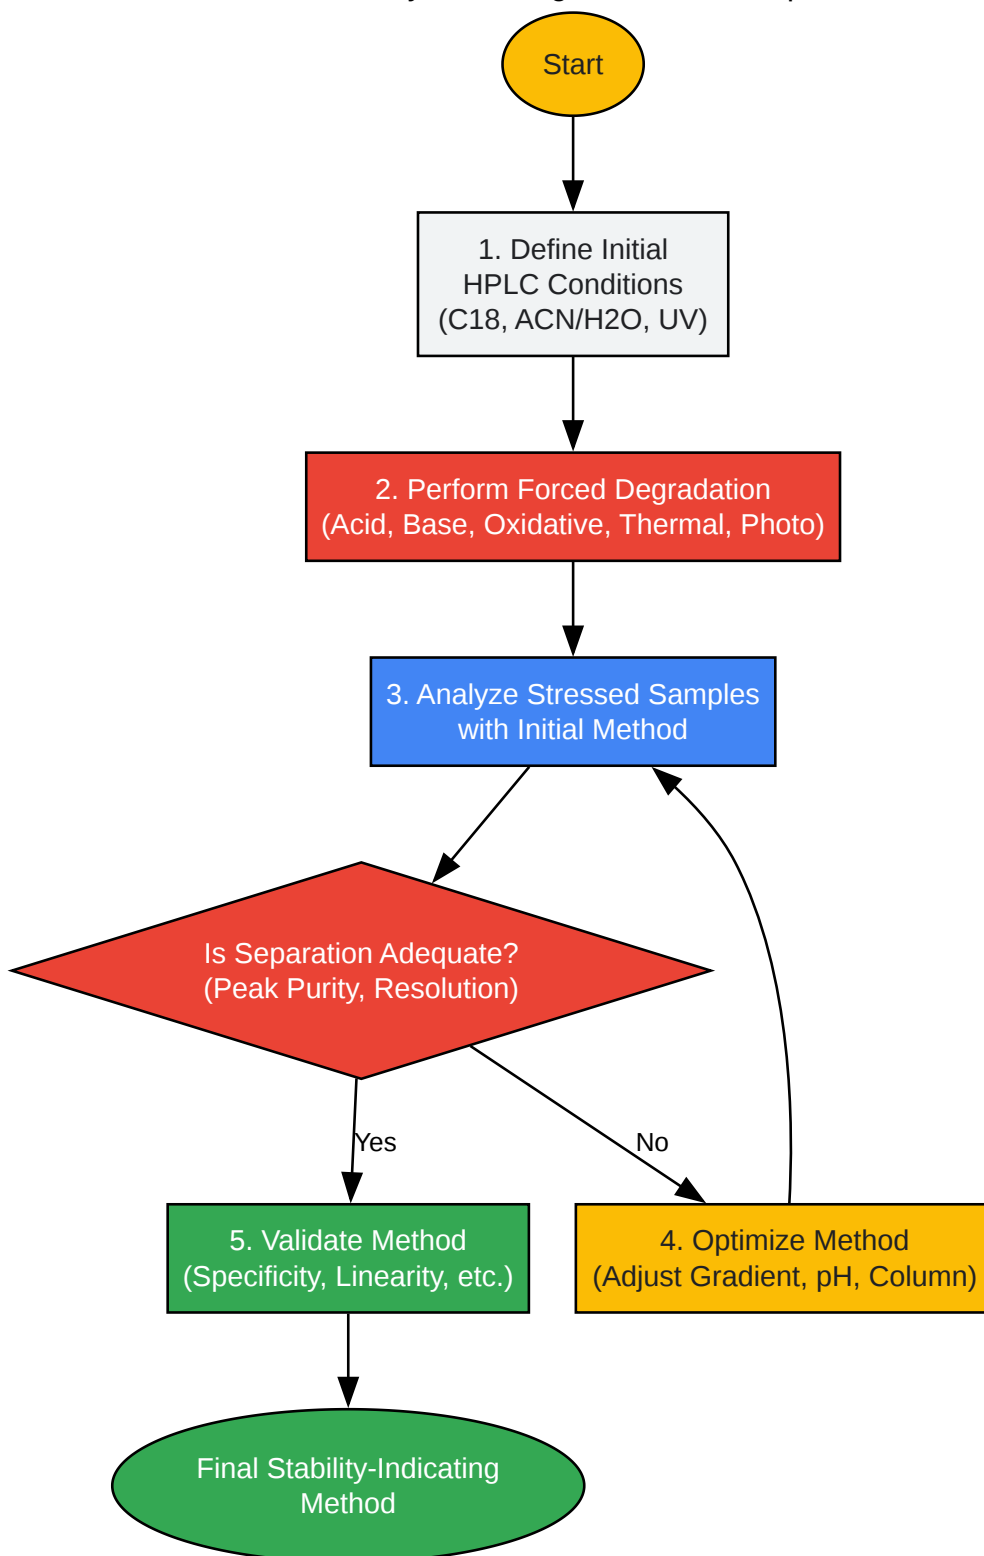 Start
1. Define Initial
HPLC Conditions
(C18, ACN/H2O, UV)
2. Perform Forced Degradation
(Acid, Base, Oxidative, Thermal, Photo)
3. Analyze Stressed Samples
with Initial Method
Is Separation Adequate?
(Peak Purity, Resolution)
Yes
No
5. Validate Method
(Specificity, Linearity, etc.)
4. Optimize Method
(Adjust Gradient, pH, Column)
Final Stability-Indicating
Method